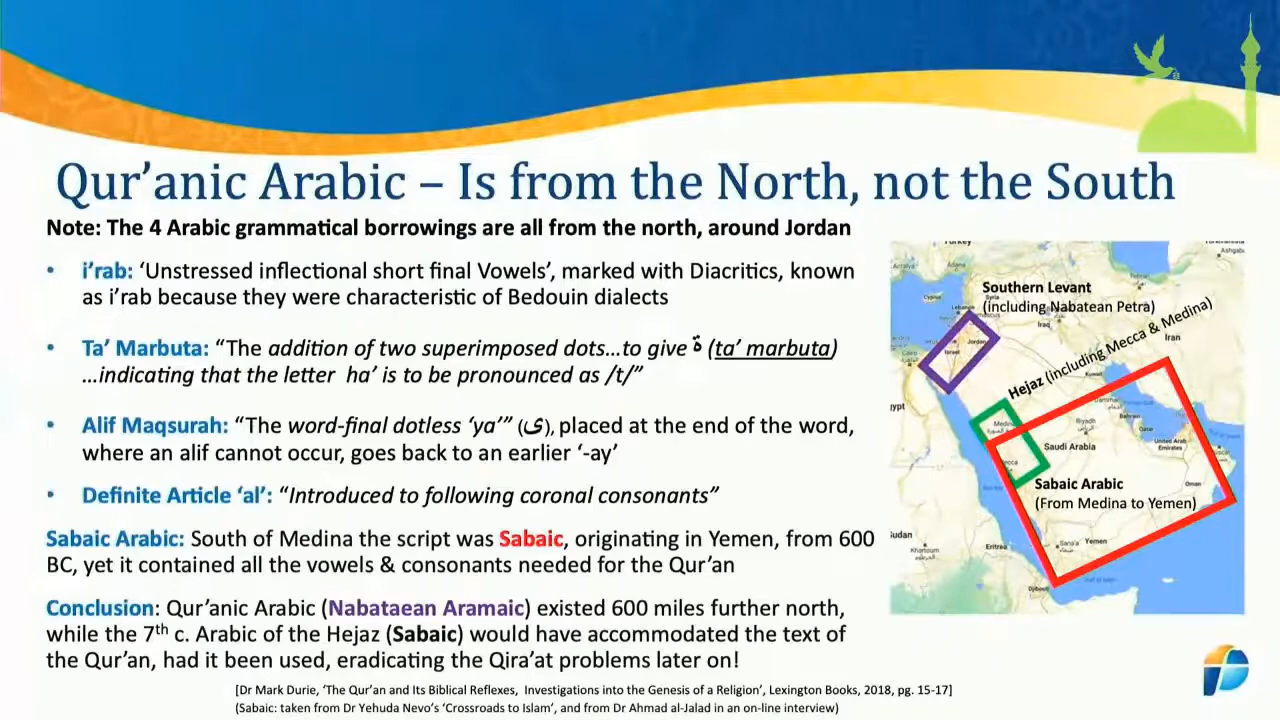 Qur’anic Arabic – Is from the North, not the South
Note: The 4 Arabic grammatical borrowings are all from the north, around Jordan
• i’rab: ‘Unstressed inflectional short final Vowels’, marked with Diacritics, known
as i’rab because they were characteristic of Bedouin dialects
• Ta’ Marbuta: “The addition of two superimposed dots…to give ة (ta’ marbuta)
…indicating that the letter ha’ is to be pronounced as /t/”
• Alif Maqsurah: “The word-final dotless ‘ya’” (ى), placed at the end of the word,
where an alif cannot occur, goes back to an earlier ‘-ay’
• Definite Article ‘al’: “Introduced to following coronal consonants”
Sabaic Arabic: South of Medina the script was Sabaic, originating in Yemen, from 600
BC, yet it contained all the vowels & consonants needed for the Qur’an
Conclusion: Qur’anic Arabic (Nabataean Aramaic) existed 600 miles further north,
while the 7th c. Arabic of the Hejaz (Sabaic) would have accommodated the text of
the Qur’an, had it been used, eradicating the Qira’at problems later on!
[Dr Mark Durie, ‘The Qur’an and Its Biblical Reflexes, Investigations into the Genesis of a Religion’, Lexington Books, 2018, pg. 15-17]
(Sabaic: taken from Dr Yehuda Nevo’s ‘Crossroads to Islam’, and from Dr Ahmad al-Jalad in an on-line interview)
Southern Levant
(including Nabatean Petra)
Hejaz (including Mecca & Medina)
Iraq
Iran
Jordan
Israel
Kuwait
Riyadh
Qatar
United Arab
Emirates
Saudi Arabia
Oman
Sabaic Arabic
(From Medina to Yemen)
Eritrea
Sana'a
Yemen
Khartoum
Djibouti